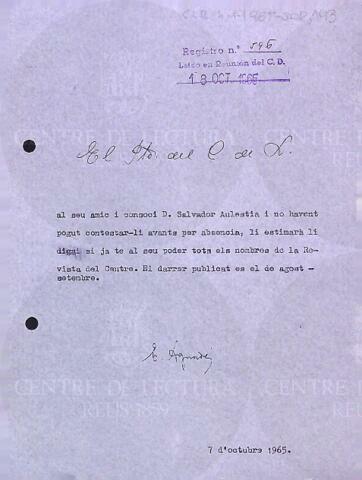 Registro n.º 596
Leído en Reunión del C. D.
18 OCT. 1965
El Pte. del C de L.
al seu amic i consoci D. Salvador Aulestia i no havent
pogut contestar-li avants per absencia, li estimarà li
digui si ja te al seu poder tots els nombres de la Re-
vista del Centre. El darrer publicat es el de agost -
setembre.
E.
7 d'octubre 1965.
CENTRE DE LECTURA
REUS 1859
CENTRE DE LECTURA
REUS 1859